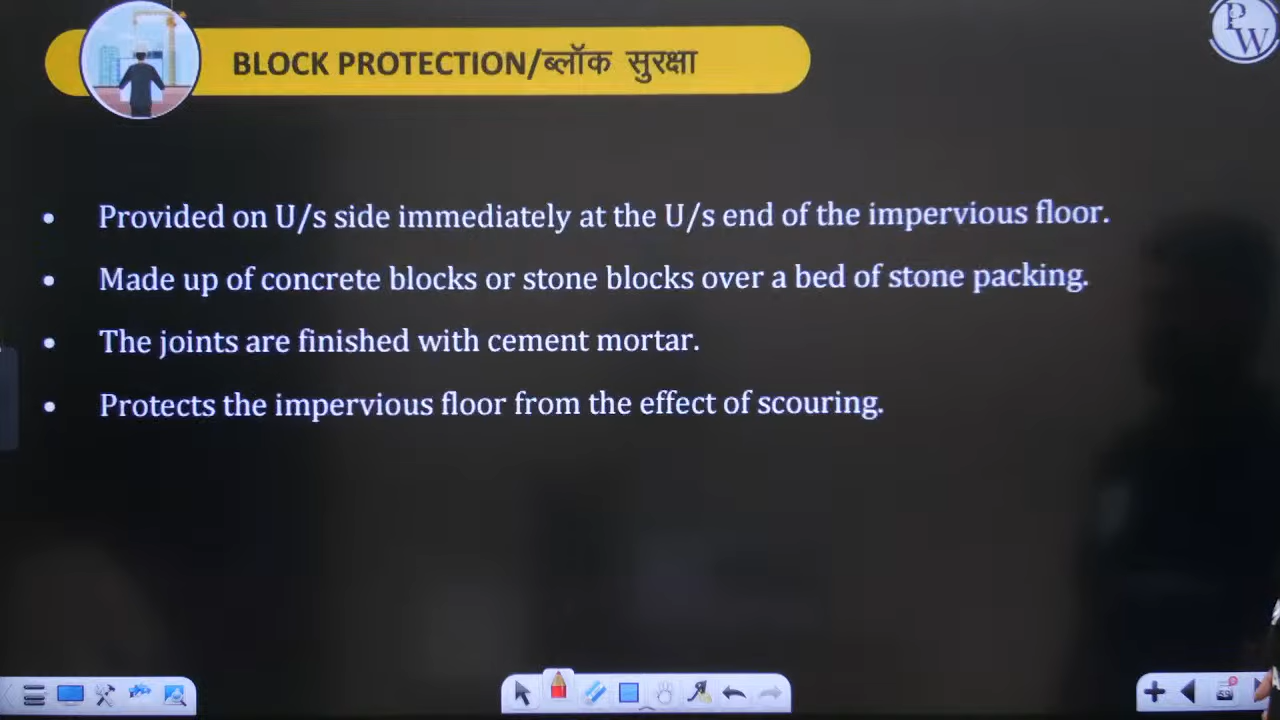 BLOCK PROTECTION/ब्लॉक सुरक्षा
PW
• Provided on U/s side immediately at the U/s end of the impervious floor.
• Made up of concrete blocks or stone blocks over a bed of stone packing.
• The joints are finished with cement mortar.
• Protects the impervious floor from the effect of scouring.